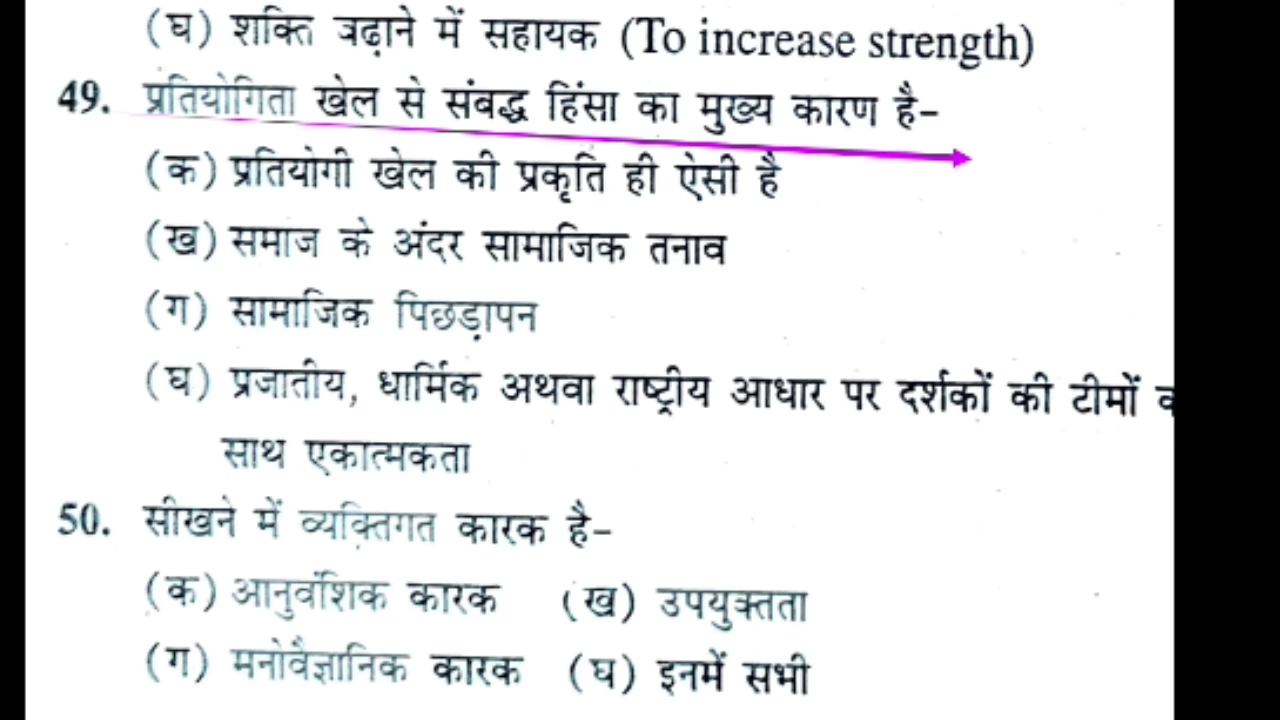 (घ) शक्ति बढ़ाने में सहायक (To increase strength)
49. प्रतियोगिता खेल से संबद्ध हिंसा का मुख्य कारण है-
(क) प्रतियोगी खेल की प्रकृति ही ऐसी है
(ख) समाज के अंदर सामाजिक तनाव
(ग) सामाजिक पिछड़ापन
(घ) प्रजातीय, धार्मिक अथवा राष्ट्रीय आधार पर दर्शकों की टीमों
साथ एकात्मकता
50. सीखने में व्यक्तिगत कारक है-
(क) आनुवंशिक कारक (ख) उपयुक्तता
(ग) मनोवैज्ञानिक कारक (घ) इनमें सभी